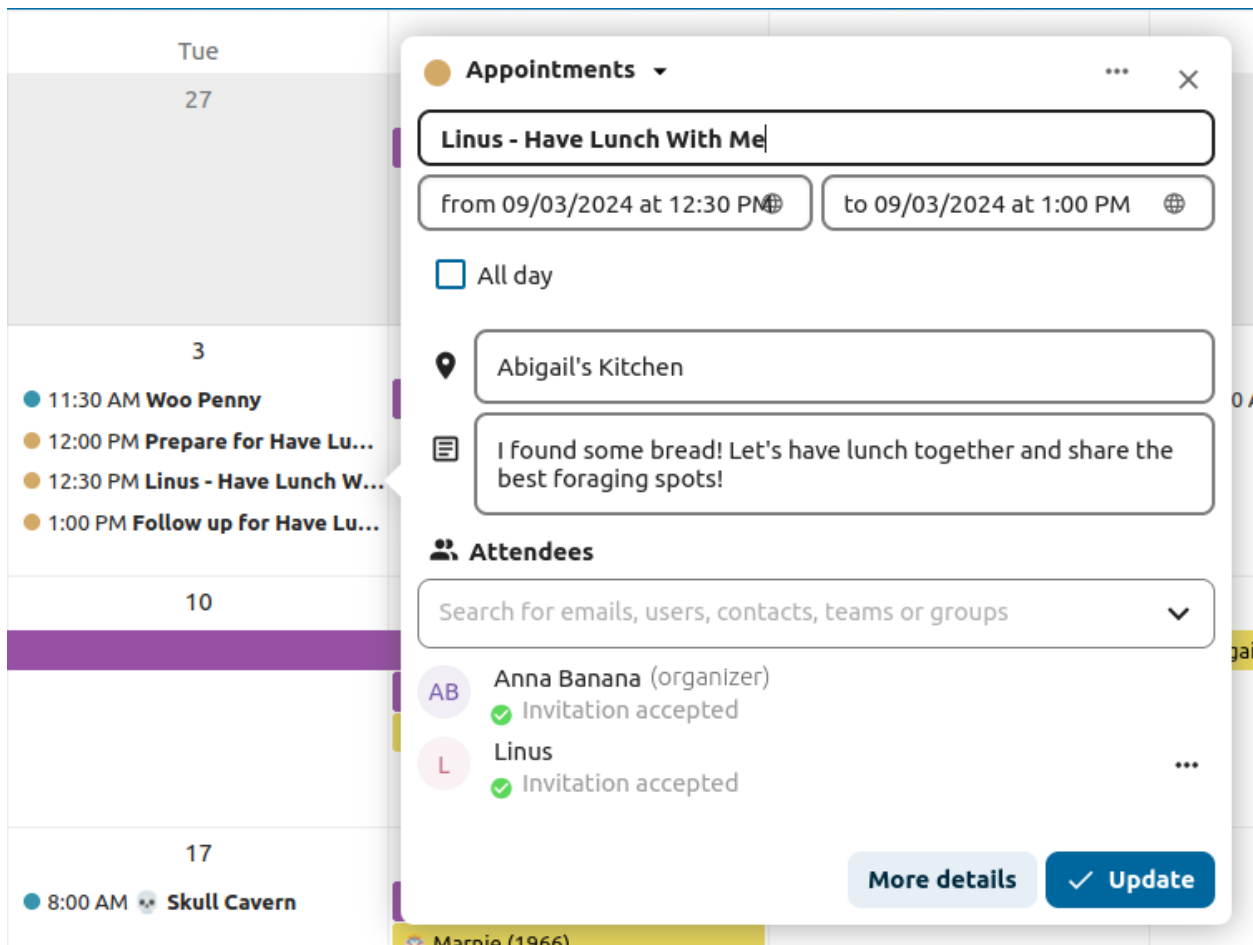 Tue
27
Appointments
Linus - Have Lunch With Me
from 09/03/2024 at 12:30 PM
to 09/03/2024 at 1:00 PM
All day
Abigail's Kitchen
I found some bread! Let's have lunch together and share the
best foraging spots!
Attendees
Search for emails, users, contacts, teams or groups
AB
Anna Banana (organizer)
Invitation accepted
L
Linus
Invitation accepted
More details
Update
3
11:30 AM Woo Penny
12:00 PM Prepare for Have Lu...
12:30 PM Linus - Have Lunch W...
1:00 PM Follow up for Have Lu...
10
17
8:00 AM 💀 Skull Cavern
Marnie (1966)